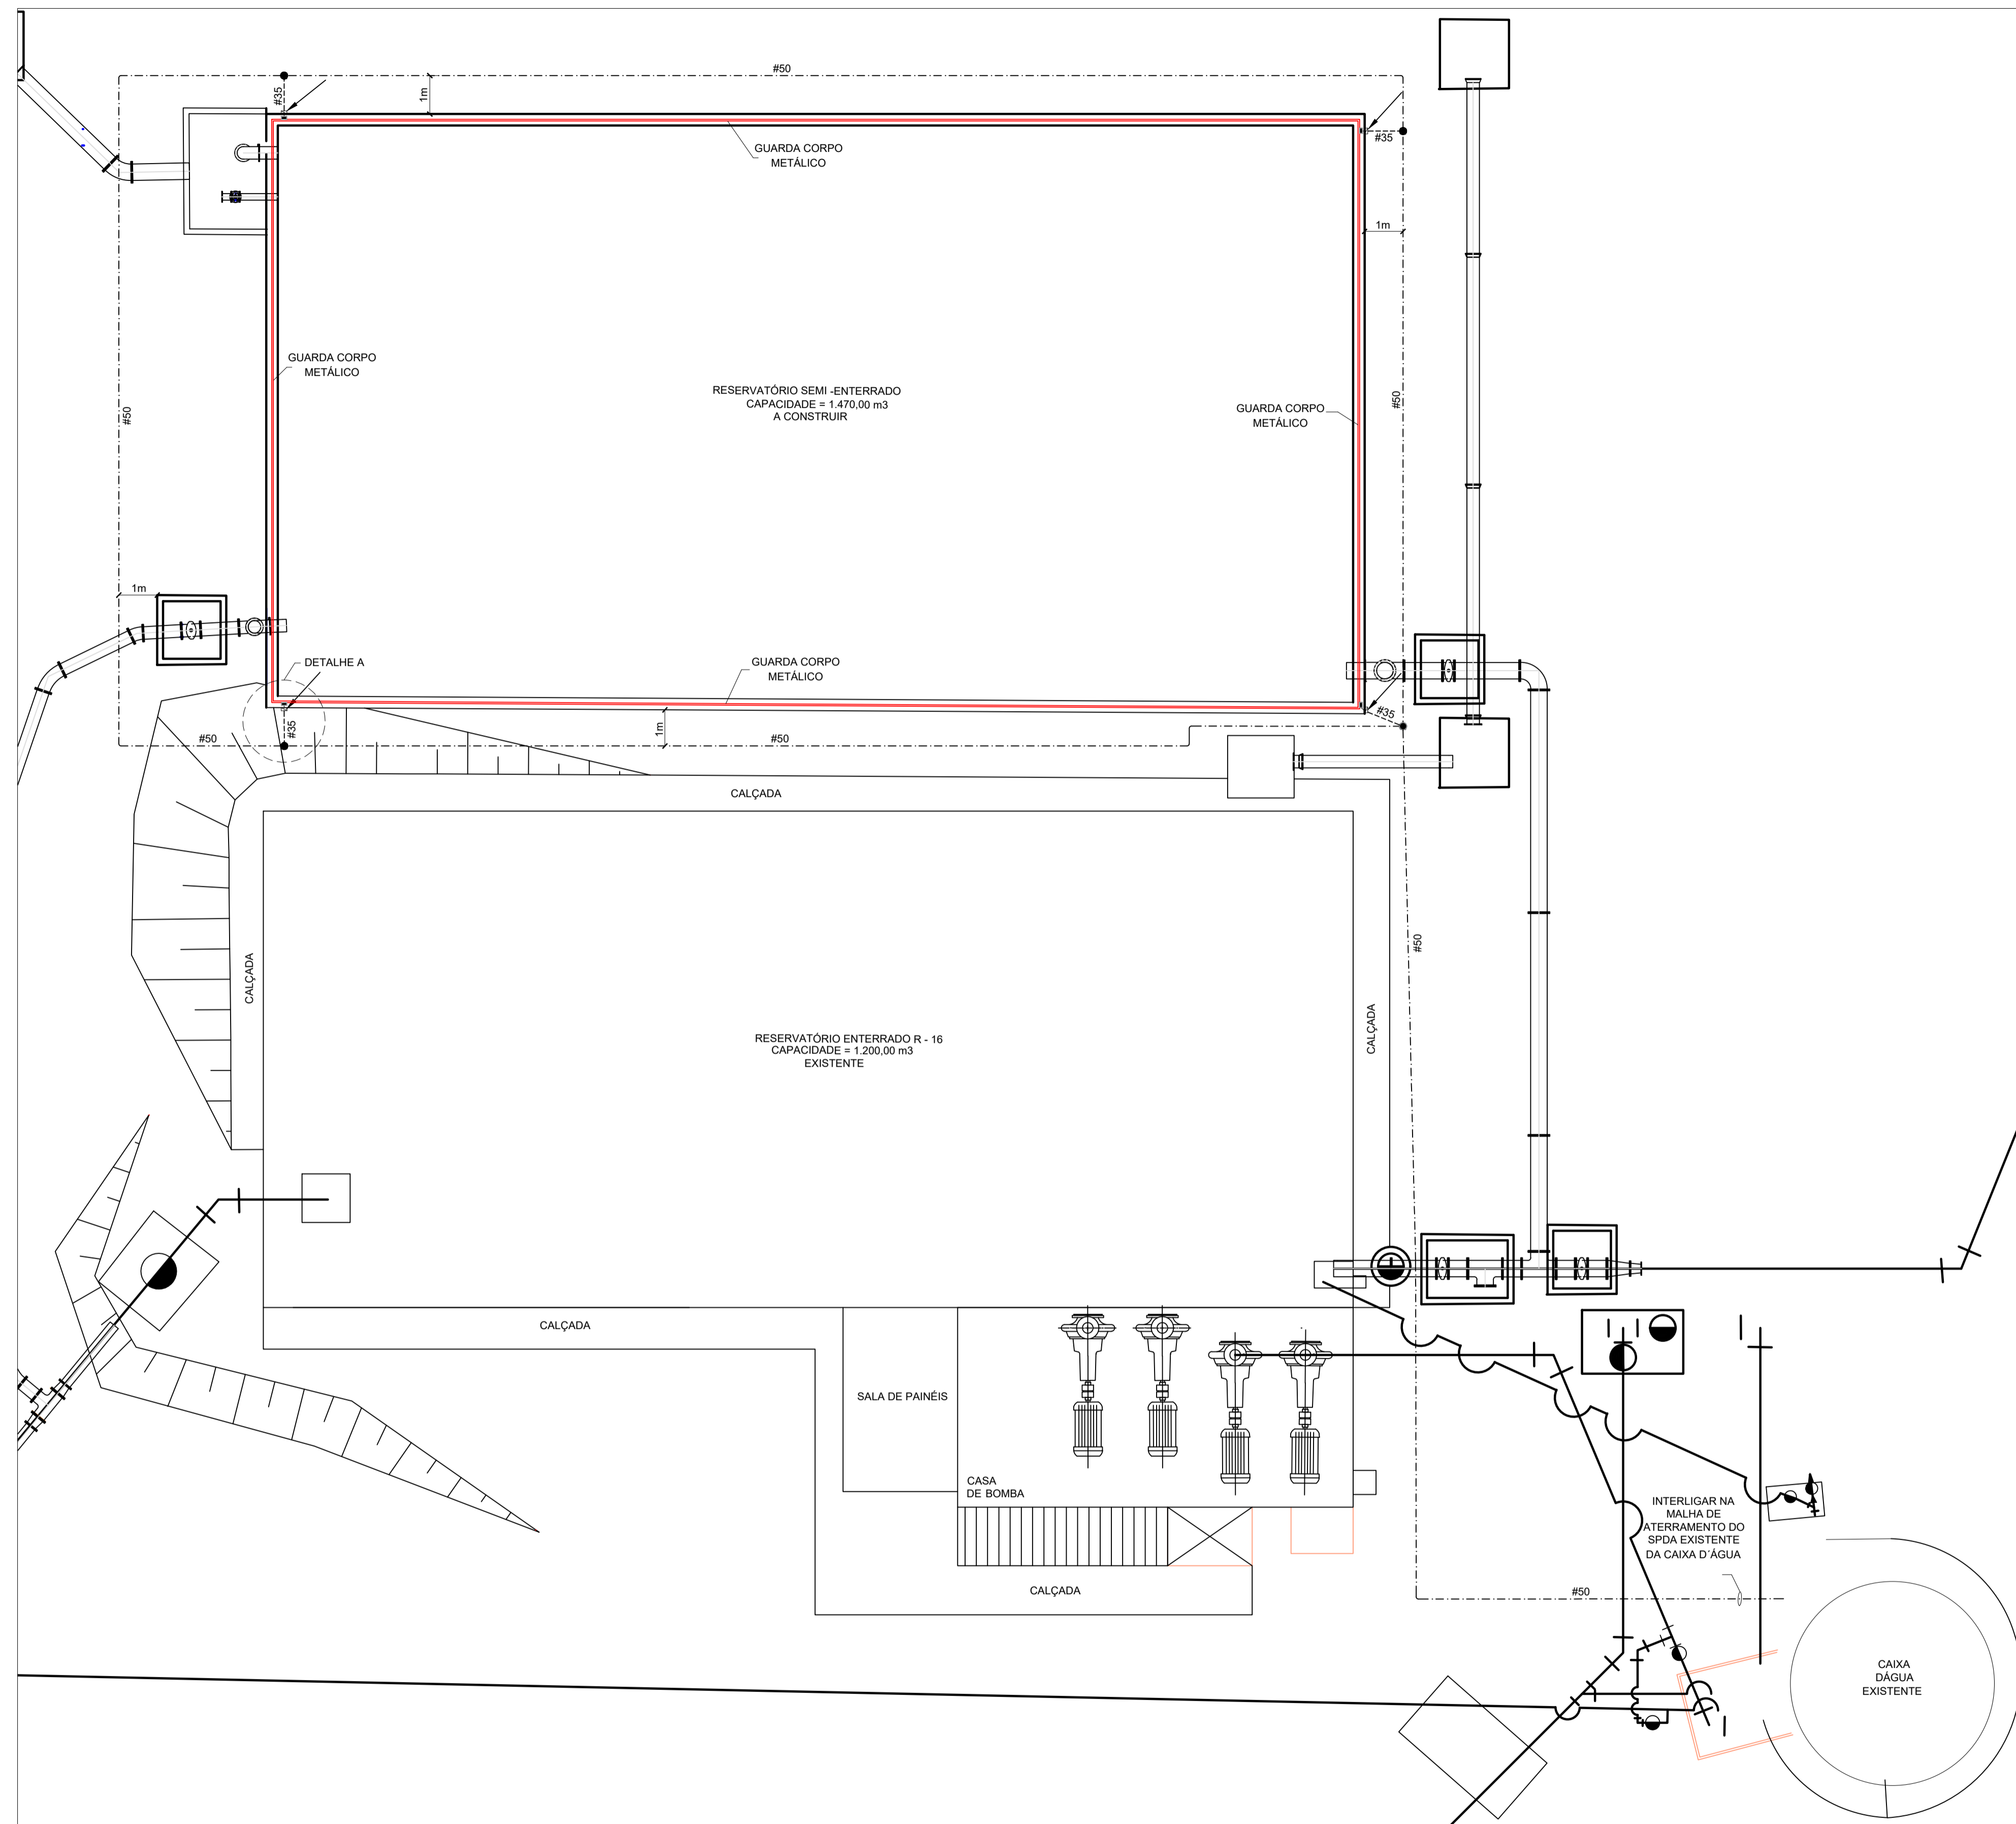 #50
#35
1m
#35
GUARDA CORPO
METÁLICO
1m
GUARDA CORPO
METÁLICO
RESERVATÓRIO SEMI -ENTERRADO
CAPACIDADE = 1.470,00 m3
A CONSTRUIR
GUARDA CORPO
METÁLICO
#50
#50
1m
DETALHE A
GUARDA CORPO
METÁLICO
#35
#35
1m
#50
#50
CALÇADA
#50
CALÇADA
CALÇADA
RESERVATÓRIO ENTERRADO R - 16
CAPACIDADE = 1.200,00 m3
EXISTENTE
CALÇADA
SALA DE PAINÉIS
CASA
DE BOMBA
INTERLIGAR NA
MALHA DE
ATERRAMENTO DO
SPDA EXISTENTE
DA CAIXA D´ÁGUA
CALÇADA
#50
CAIXA
DÁGUA
EXISTENTE